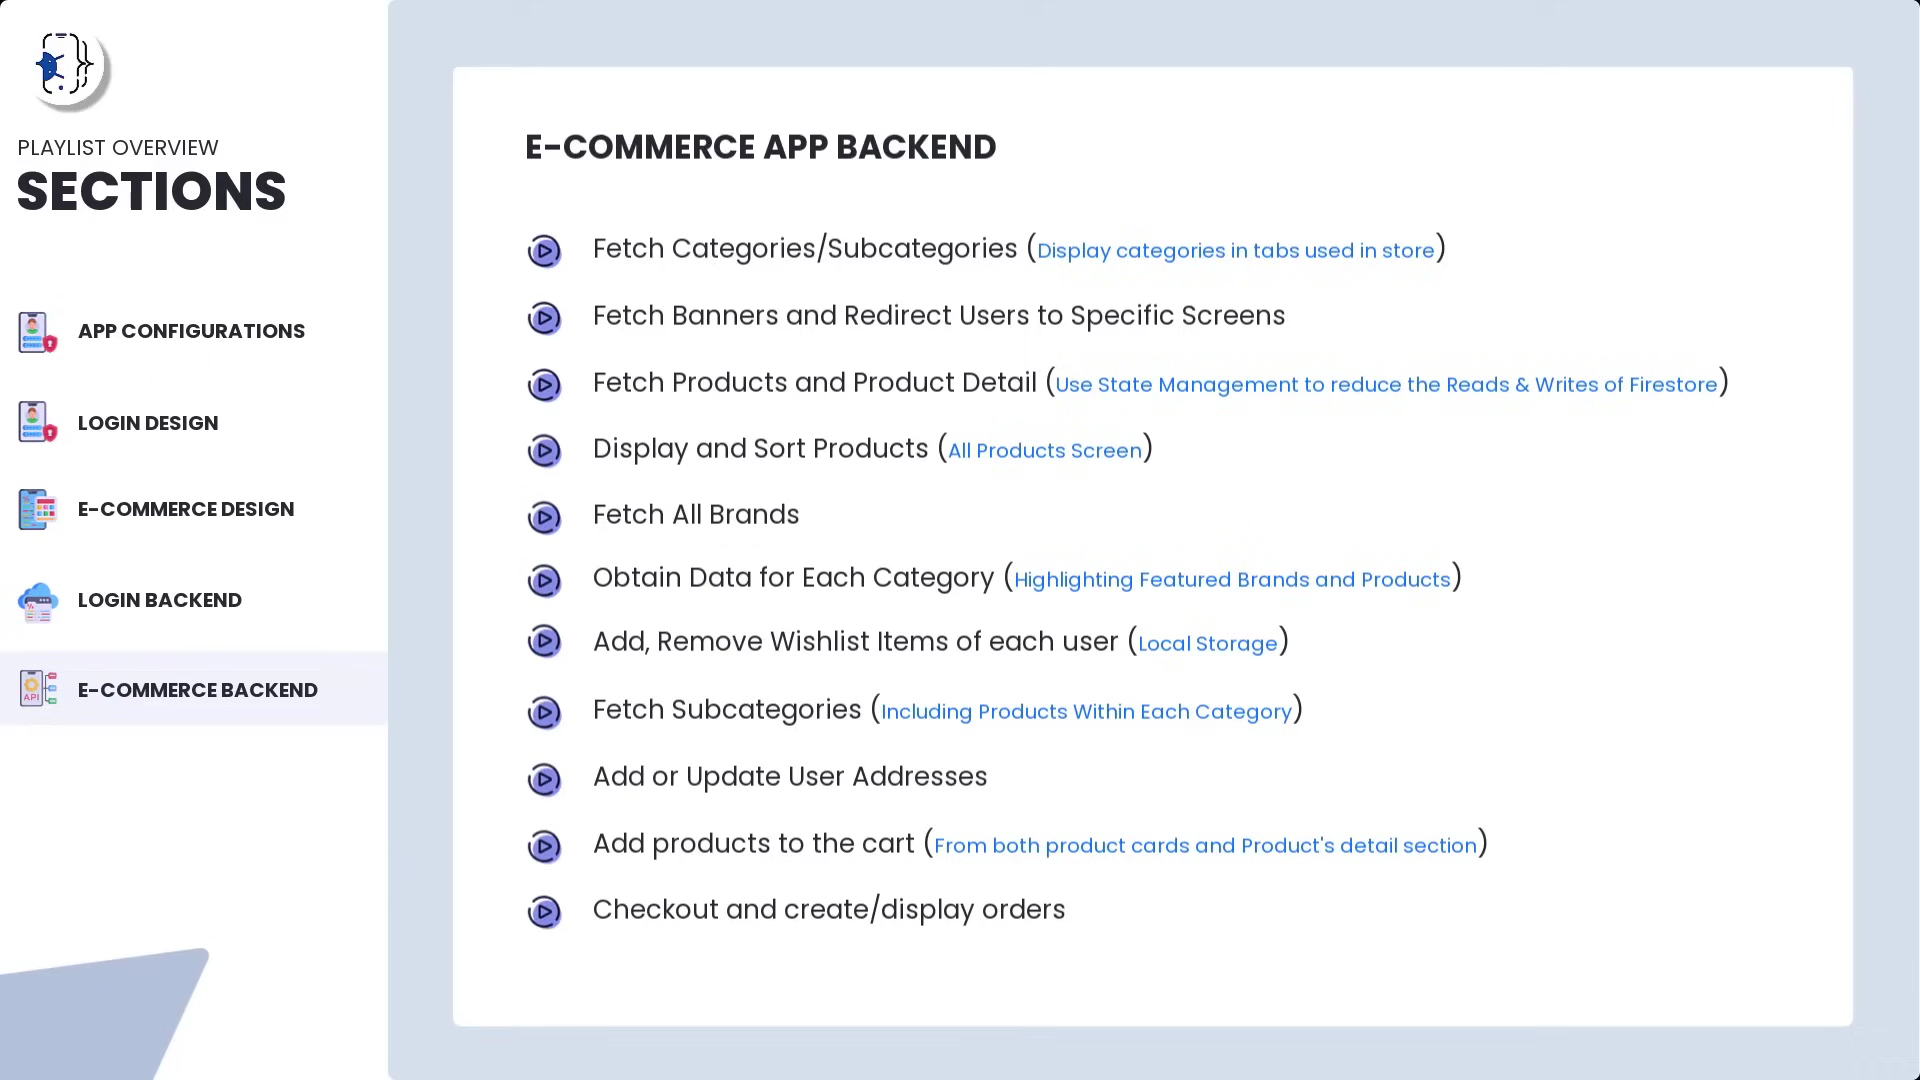 PLAYLIST OVERVIEW
SECTIONS
APP CONFIGURATIONS
LOGIN DESIGN
E-COMMERCE DESIGN
LOGIN BACKEND
API
E-COMMERCE BACKEND
E-COMMERCE APP BACKEND
Fetch Categories/Subcategories (Display categories in tabs used in store)
Fetch Banners and Redirect Users to Specific Screens
Fetch Products and Product Detail (Use State Management to reduce the Reads & Writes of Firestore)
Display and Sort Products (All Products Screen)
Fetch All Brands
Obtain Data for Each Category (Highlighting Featured Brands and Products)
Add, Remove Wishlist Items of each user (Local Storage)
Fetch Subcategories (Including Products Within Each Category)
Add or Update User Addresses
Add products to the cart (From both product cards and Product's detail section)
Checkout and create/display orders